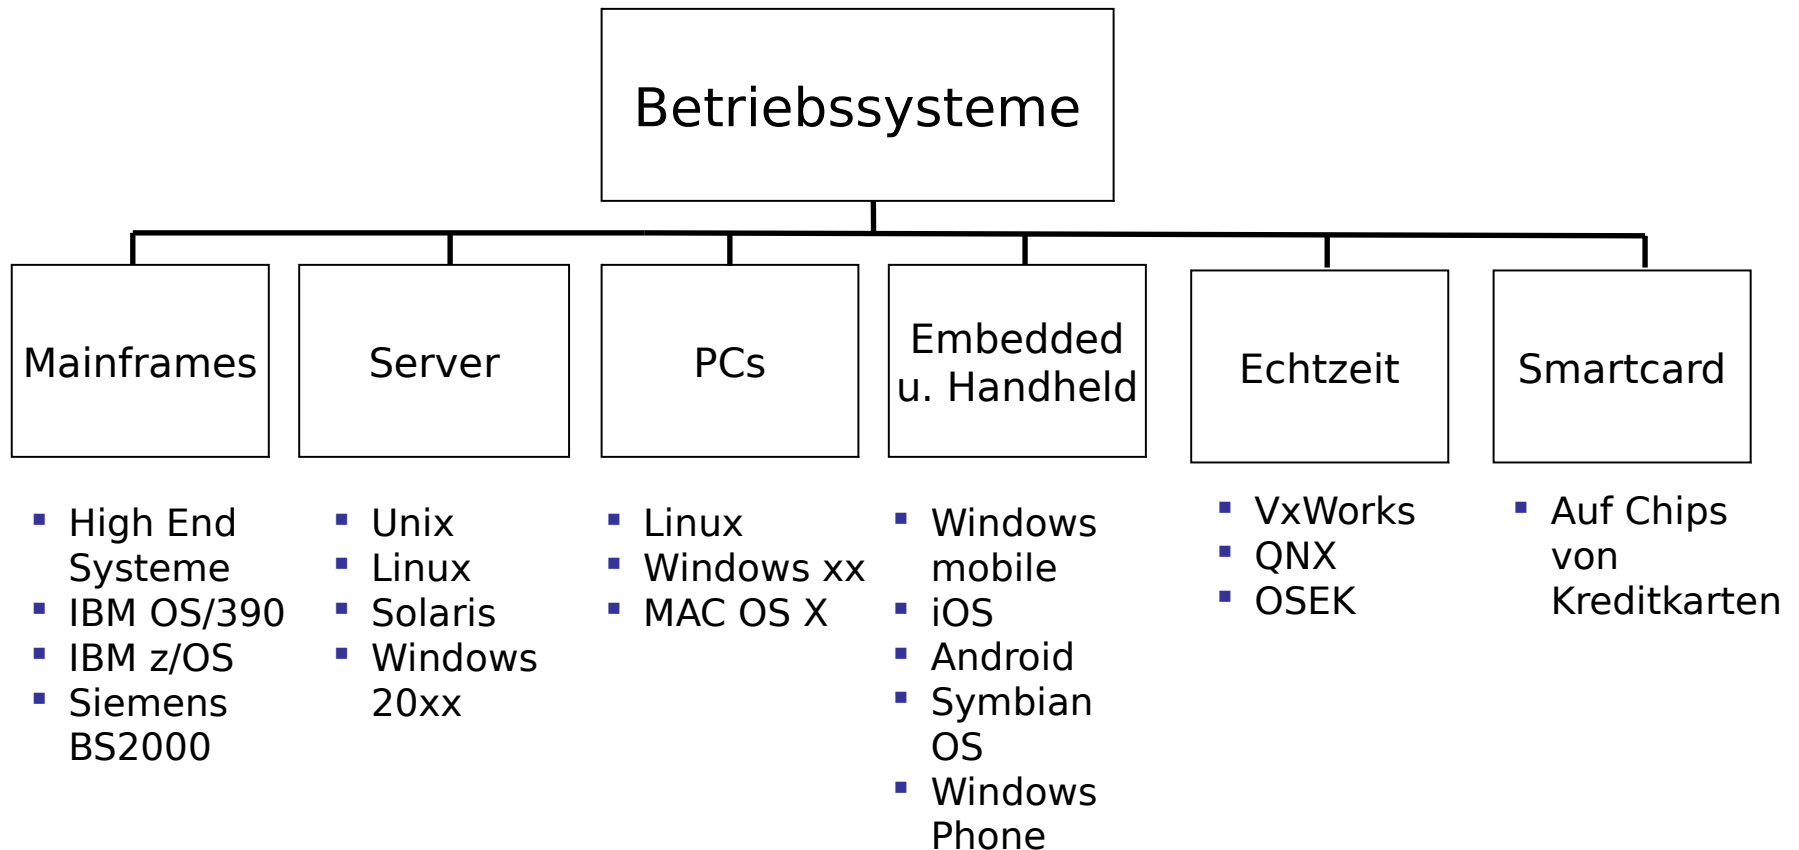 Betriebssysteme
Mainframes
Server
PCs
Embedded
u. Handheld
Echtzeit
Smartcard
High End
Systeme
IBM OS/390
IBM z/OS
Siemens
BS2000
Unix
Linux
Solaris
Windows
20xx
Linux
Windows xx
MAC OS X
Windows
mobile
iOS
Android
Symbian
OS
Windows
Phone
VxWorks
QNX
OSEK
Auf Chips
von
Kreditkarten